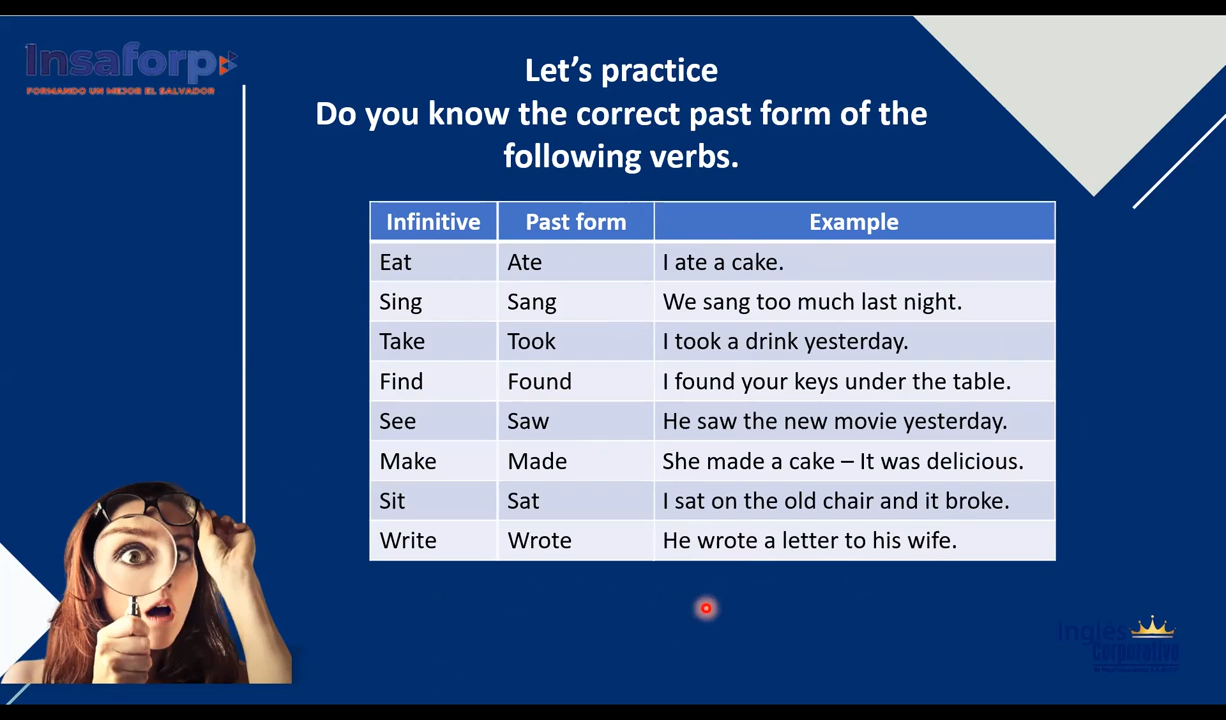 Insaforp
FORMANDO UN MEJOR EL SALVADOR
Let’s practice
Do you know the correct past form of the
following verbs.
Infinitive Past form Example
Eat Ate I ate a cake.
Sing Sang We sang too much last night.
Take Took I took a drink yesterday.
Find Found I found your keys under the table.
See Saw He saw the new movie yesterday.
Make Made She made a cake – It was delicious.
Sit Sat I sat on the old chair and it broke.
Write Wrote He wrote a letter to his wife.
Ingles
Corporativo